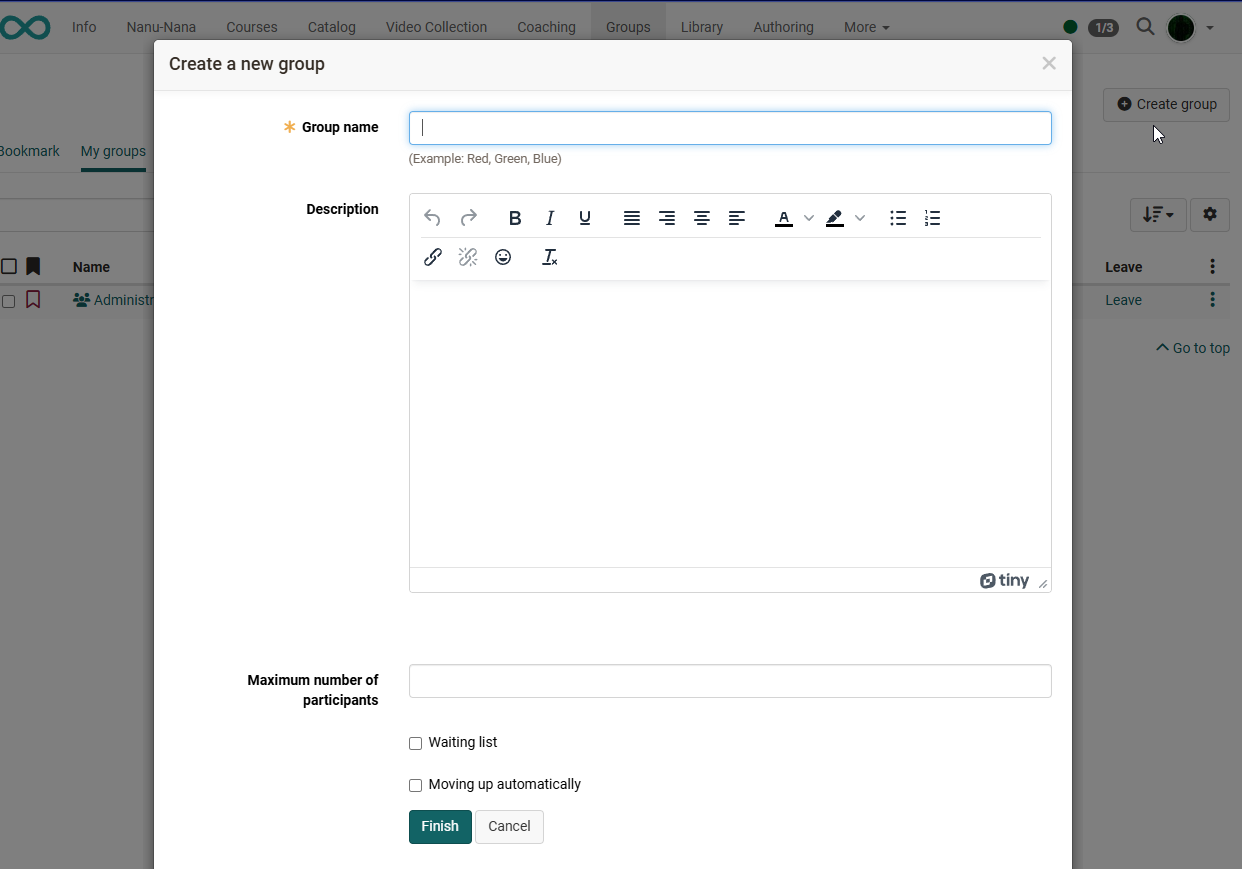 Info Nanu-Nana Courses Catalog Video Collection Coaching Groups Library Authoring More 1/3
Create a new group
Create group
Group name
(Example: Red, Green, Blue)
Bookmark My groups
Description
B I U A
Name
Leave
Administr
Leave
Go to top
tiny
Maximum number of
participants
Waiting list
Moving up automatically
Finish Cancel